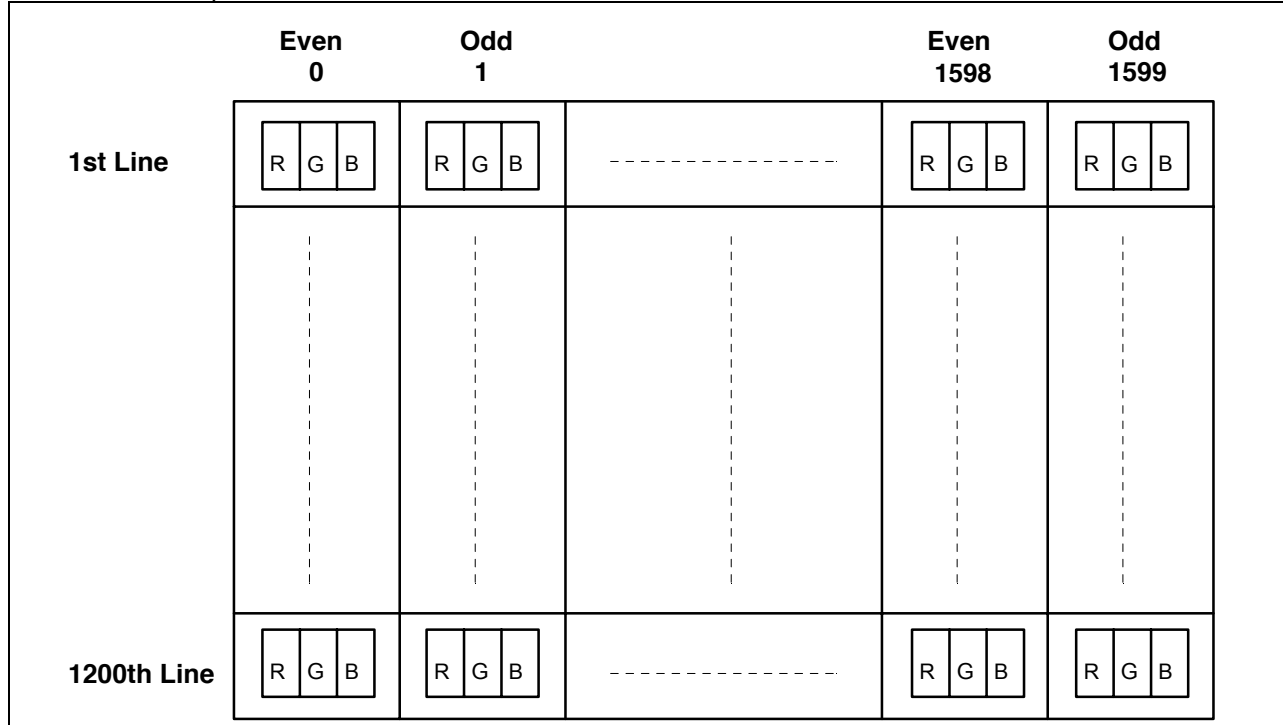 Even Odd Even Odd
0 1 1598 1599
1st Line R G B R G B R G B R G B
1200th Line R G B R G B R G B R G B